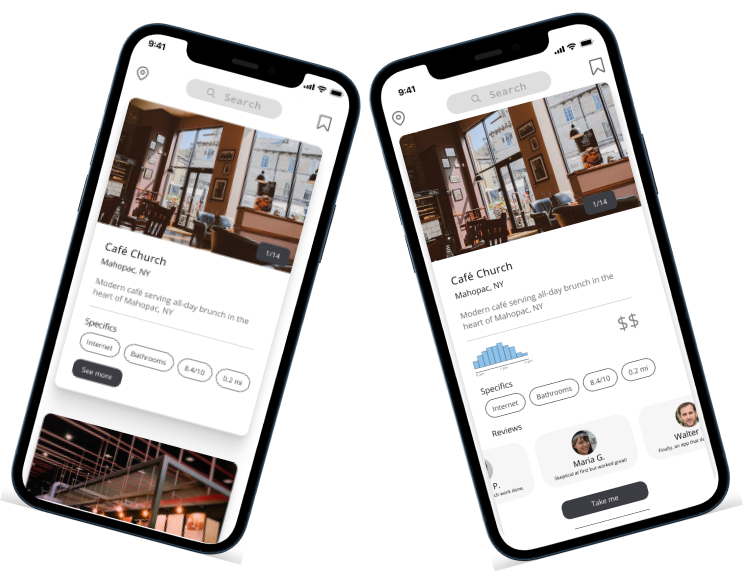 9:41
Search
1/14
Café Church
Mahopac, NY
Modern café serving all-day brunch in the
heart of Mahopac, NY
Specifics
Internet
Bathrooms
8.4/10
0.2 mi
See more
9:41
Search
1/14
Café Church
Mahopac, NY
Modern café serving all-day brunch in the
heart of Mahopac, NY
$$
Specifics
Internet
Bathrooms
8.4/10
0.2 mi
Reviews
P.
work done.
Maria G.
Skeptical at first but worked great!
Walter
Finally, an app that
Take me